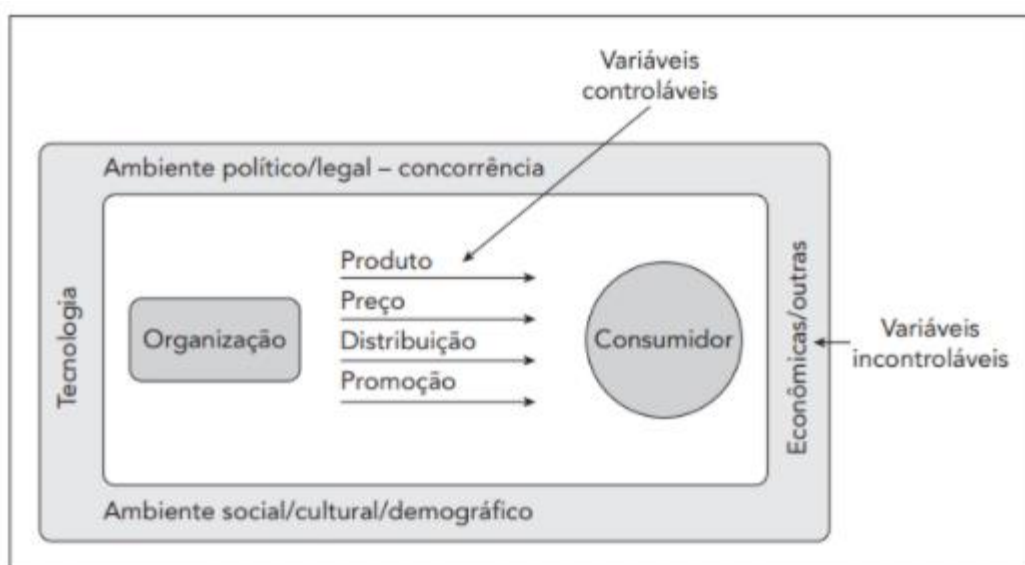 Variáveis
controláveis
Ambiente político/legal – concorrência
Produto
Preço
Distribuição
Promoção
Organização
Consumidor
Tecnologia
Econômicas/outras
Variáveis
incontroláveis
Ambiente social/cultural/demográfico